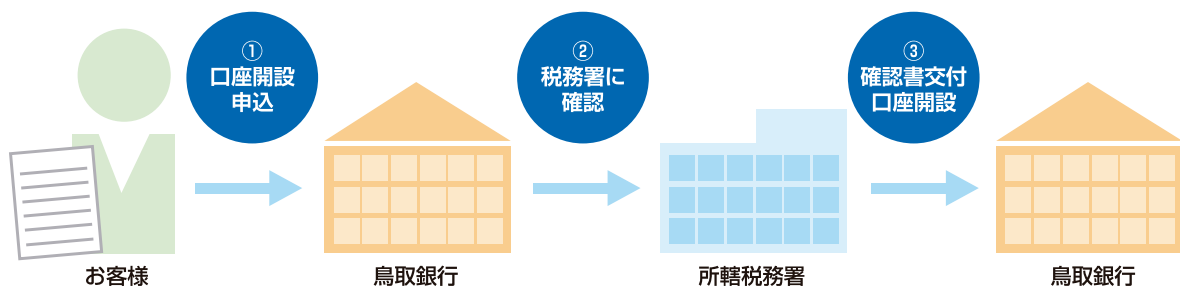 ①
口座開設
申込
②
税務署に
確認
③
確認書交付
口座開設
お客様
鳥取銀行
所轄税務署
鳥取銀行